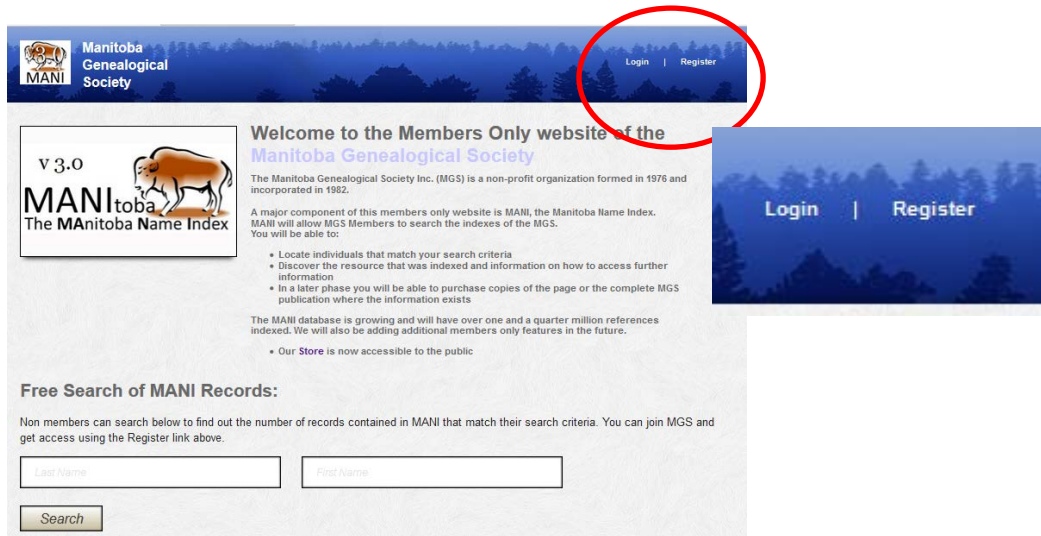 MANI
Manitoba
Genealogical
Society
Login | Register
v 3.0
MANItoba
The MAnitoba Name Index
Welcome to the Members Only website of the
Manitoba Genealogical Society
The Manitoba Genealogical Society Inc. (MGS) is a non-profit organization formed in 1976 and
incorporated in 1982.
A major component of this members only website is MANI, the Manitoba Name Index.
MANI will allow MGS Members to search the indexes of the MGS.
You will be able to:
• Locate individuals that match your search criteria
• Discover the resource that was indexed and information on how to access further
information
• In a later phase you will be able to purchase copies of the page or the complete MGS
publication where the information exists
The MANI database is growing and will have over one and a quarter million references
indexed. We will also be adding additional members only features in the future.
• Our Store is now accessible to the public
Login | Register
Free Search of MANI Records:
Non members can search below to find out the number of records contained in MANI that match their search criteria. You can join MGS and
get access using the Register link above.
Last Name
First Name
Search